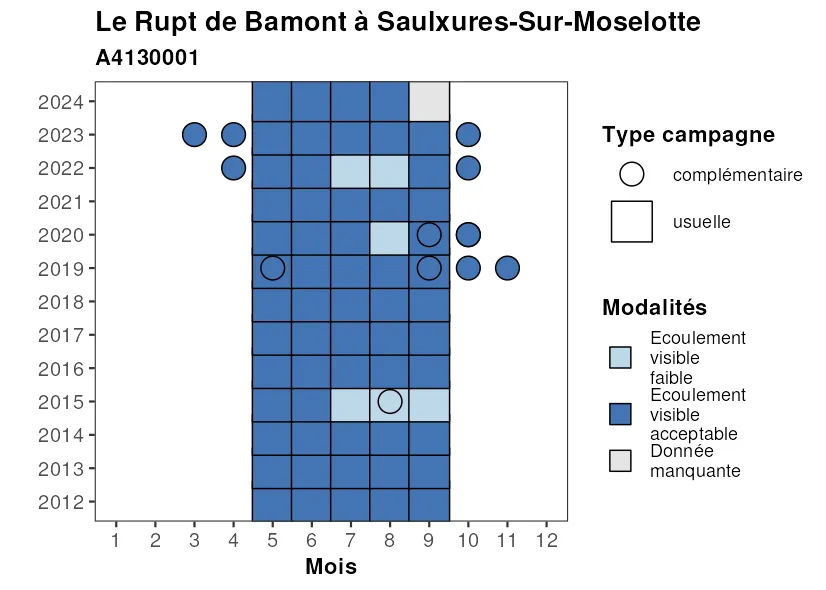 Le Rupt de Bamont à Saulxures-Sur-Moselotte
A4130001
2024
2023
2022
2021
2020
2019
2018
2017
2016
2015
2014
2013
2012
1 2 3 4 5 6 7 8 9 10 11 12
Mois
Type campagne
complémentaire
usuelle
Modalités
Ecoulement
visible
faible
Ecoulement
visible
acceptable
Donnée
manquante